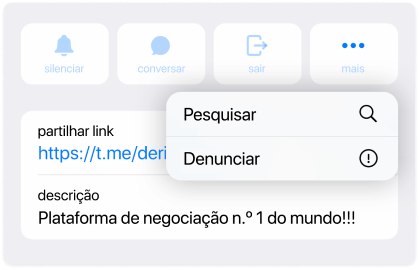 silenciar
conversar
sair
mais
Pesquisar
Denunciar
partilhar link
https://t.me/deri
descrição
Plataforma de negociação n.º 1 do mundo!!!